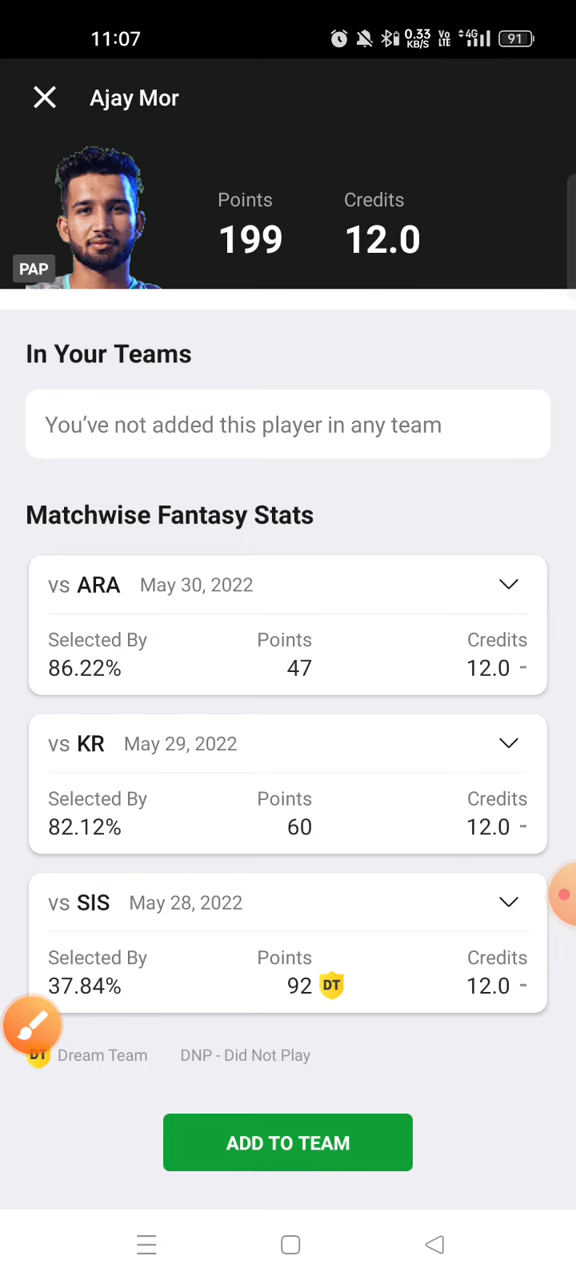 11:07 0.33 KB/S Vo LTE 4G 91
Ajay Mor
Points Credits
199 12.0
PAP
In Your Teams
You’ve not added this player in any team
Matchwise Fantasy Stats
vs ARA May 30, 2022
Selected By Points Credits
86.22% 47 12.0 -
vs KR May 29, 2022
Selected By Points Credits
82.12% 60 12.0 -
vs SIS May 28, 2022
Selected By Points Credits
37.84% 92 DT 12.0 -
DT Dream Team DNP - Did Not Play
ADD TO TEAM